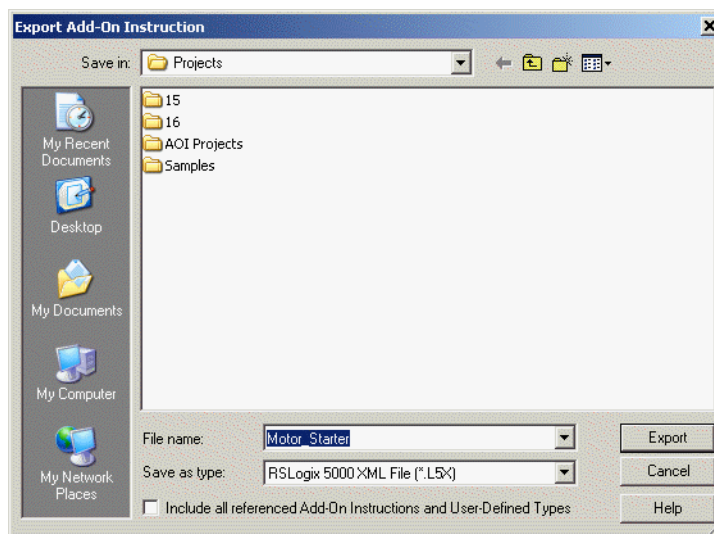 Export Add-On Instruction
Save in:
Projects
My Recent
Documents
Desktop
My Documents
My Computer
My Network
Places
15
16
AOI Projects
Samples
File name:
Motor_Starter
Export
Save as type:
RSLogix 5000 XML File (*.L5X)
Cancel
Include all referenced Add-On Instructions and User-Defined Types
Help